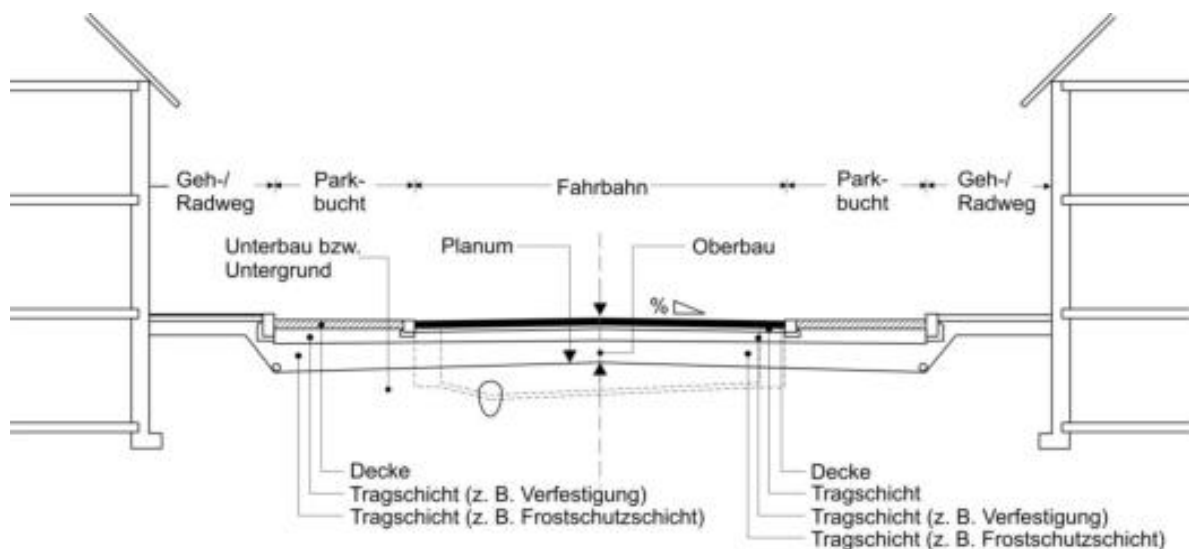 Geh-/
Radweg
Park-
bucht
Fahrbahn
Park-
bucht
Geh-/
Radweg
Unterbau bzw.
Untergrund
Planum
Oberbau
%
Decke
Tragschicht (z. B. Verfestigung)
Tragschicht (z. B. Frostschutzschicht)
Decke
Tragschicht
Tragschicht (z. B. Verfestigung)
Tragschicht (z. B. Frostschutzschicht)